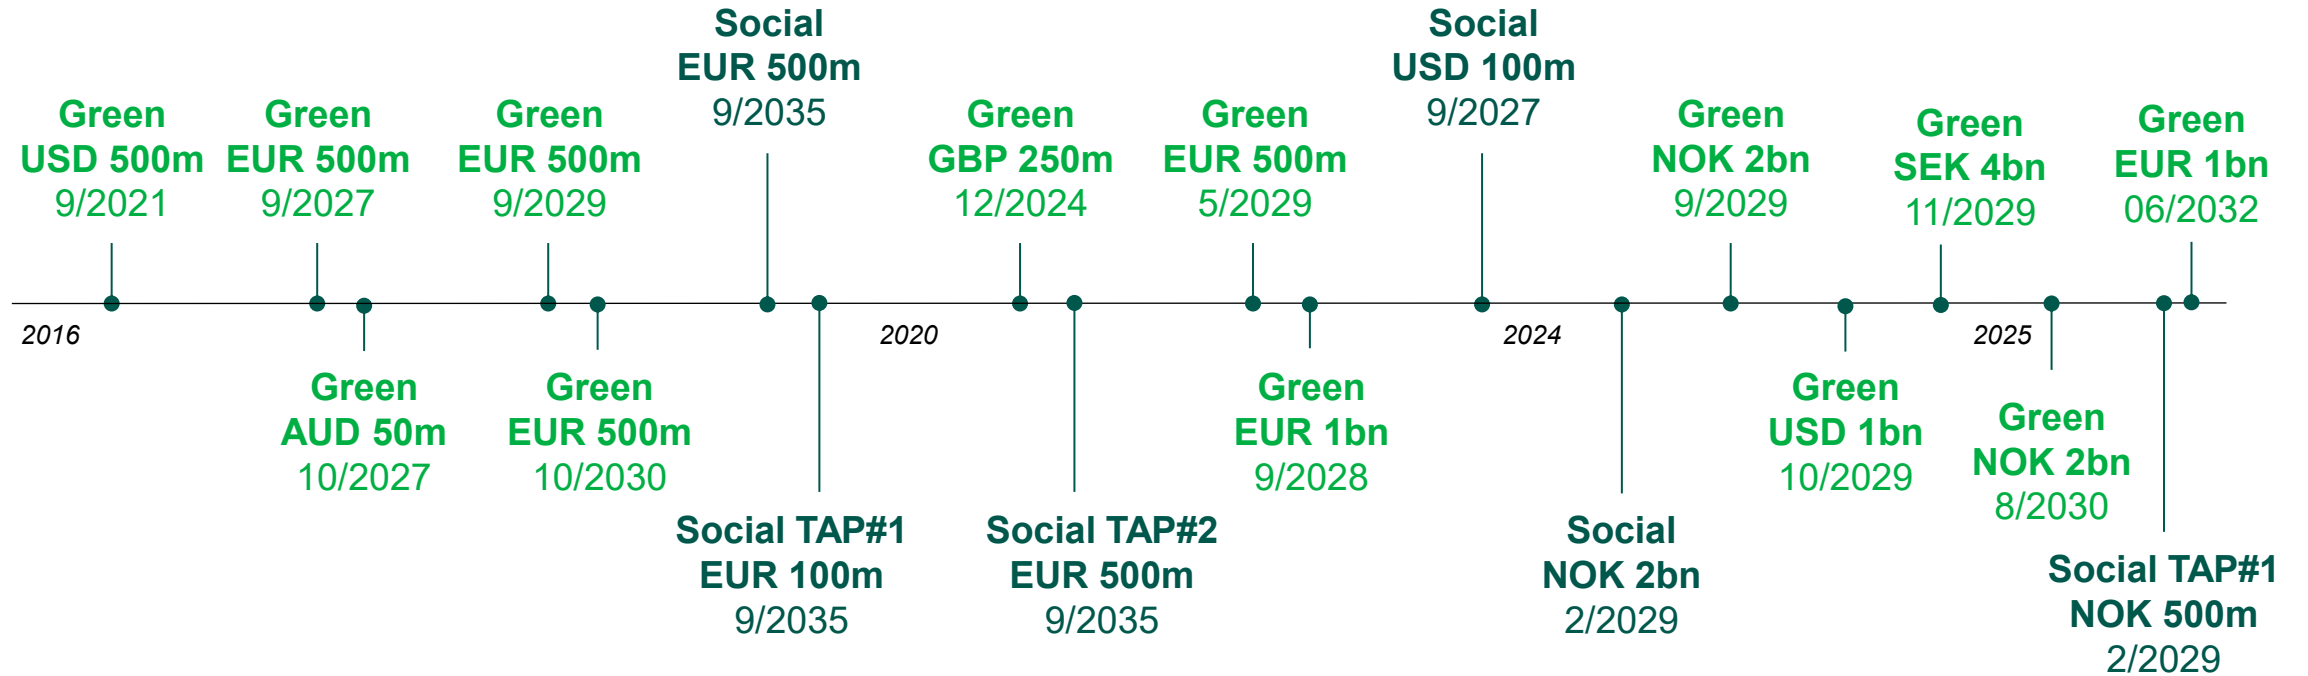 Social
EUR 500m
9/2035
Social
USD 100m
9/2027
Green
USD 500m
9/2021
Green
EUR 500m
9/2027
Green
EUR 500m
9/2029
Green
GBP 250m
12/2024
Green
EUR 500m
5/2029
Green
NOK 2bn
9/2029
Green
SEK 4bn
11/2029
Green
EUR 1bn
06/2032
2016
2020
2024
2025
Green
AUD 50m
10/2027
Green
EUR 500m
10/2030
Green
EUR 1bn
9/2028
Green
USD 1bn
10/2029
Green
NOK 2bn
8/2030
Social TAP#1
EUR 100m
9/2035
Social TAP#2
EUR 500m
9/2035
Social
NOK 2bn
2/2029
Social TAP#1
NOK 500m
2/2029